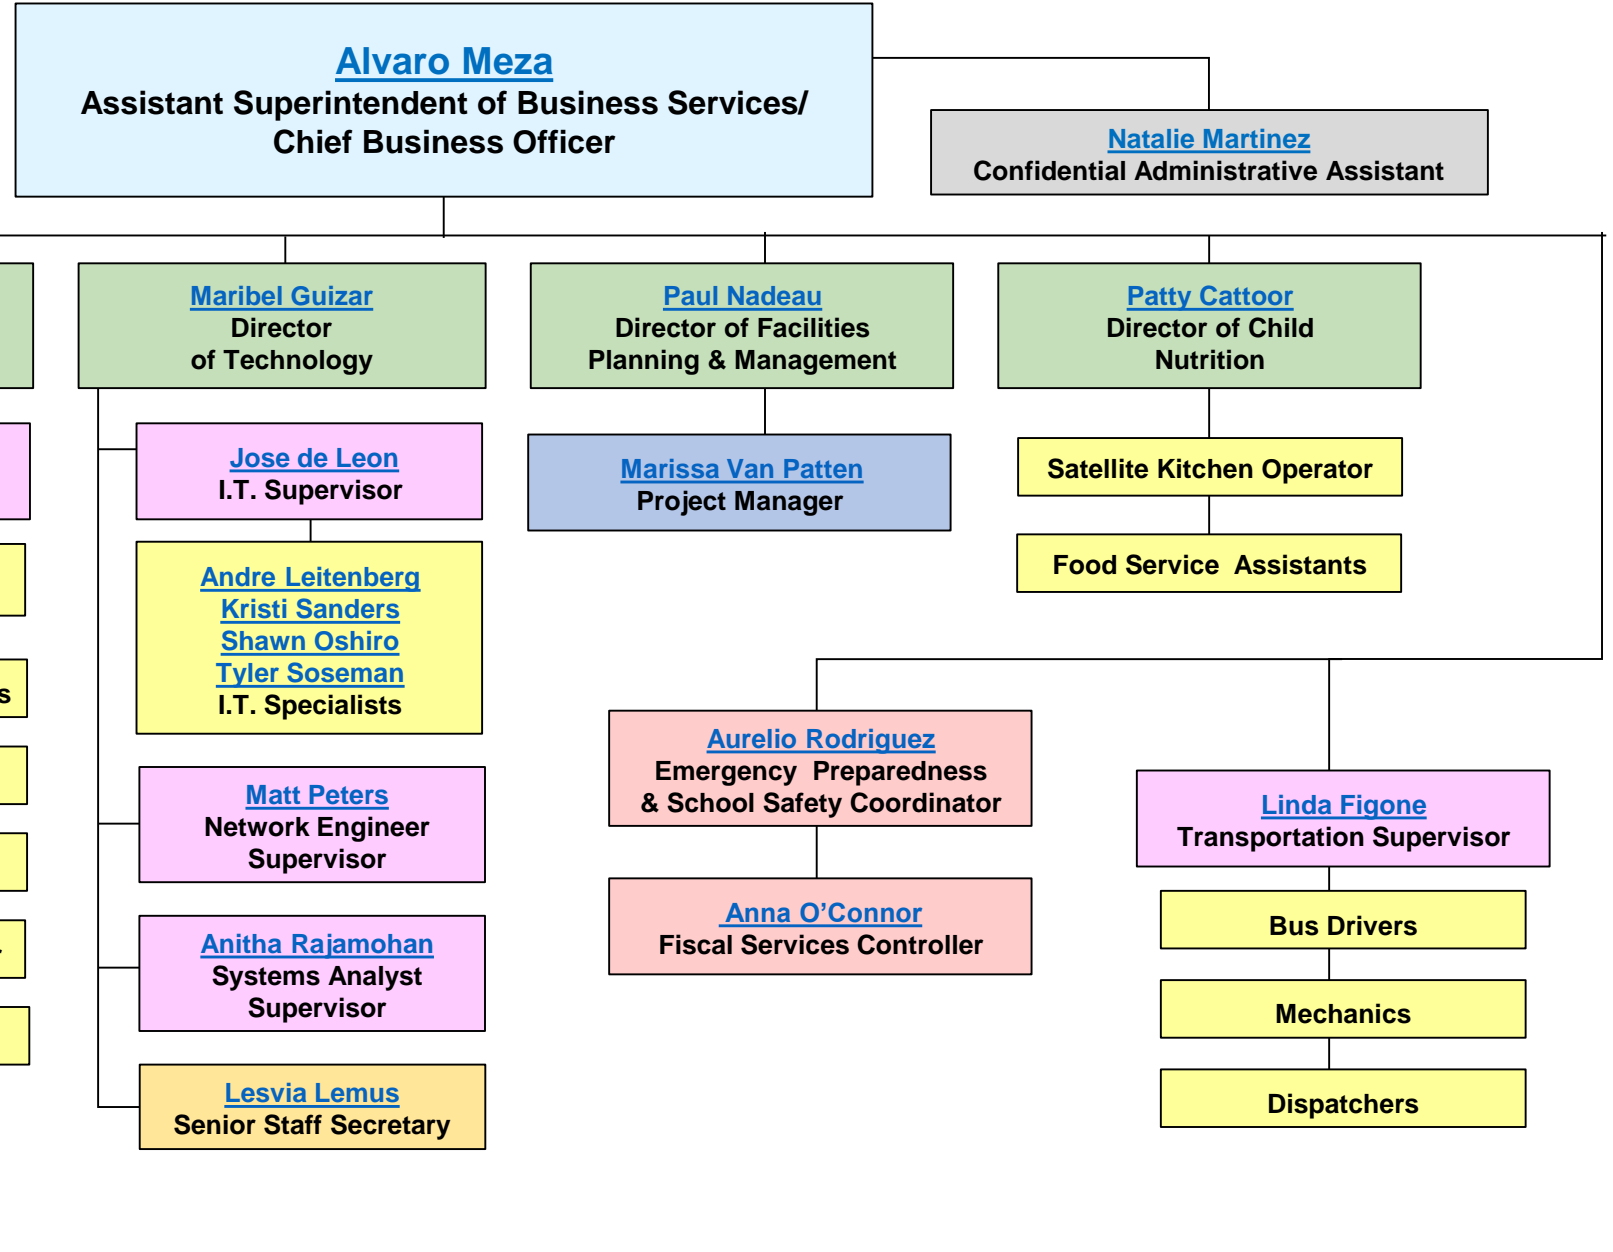 Alvaro Meza
Assistant Superintendent of Business Services/
Chief Business Officer
Natalie Martinez
Confidential Administrative Assistant
Maribel Guizar
Director
of Technology
Paul Nadeau
Director of Facilities
Planning & Management
Patty Cattoor
Director of Child
Nutrition
Jose de Leon
I.T. Supervisor
Andre Leitenberg
Kristi Sanders
Shawn Oshiro
Tyler Soseman
I.T. Specialists
Matt Peters
Network Engineer
Supervisor
Anitha Rajamohan
Systems Analyst
Supervisor
Lesvia Lemus
Senior Staff Secretary
Marissa Van Patten
Project Manager
Satellite Kitchen Operator
Food Service  Assistants
Aurelio Rodriguez
Emergency  Preparedness
& School Safety Coordinator
Anna O’Connor
Fiscal Services Controller
Linda Figone
Transportation Supervisor
Bus Drivers
Mechanics
Dispatchers